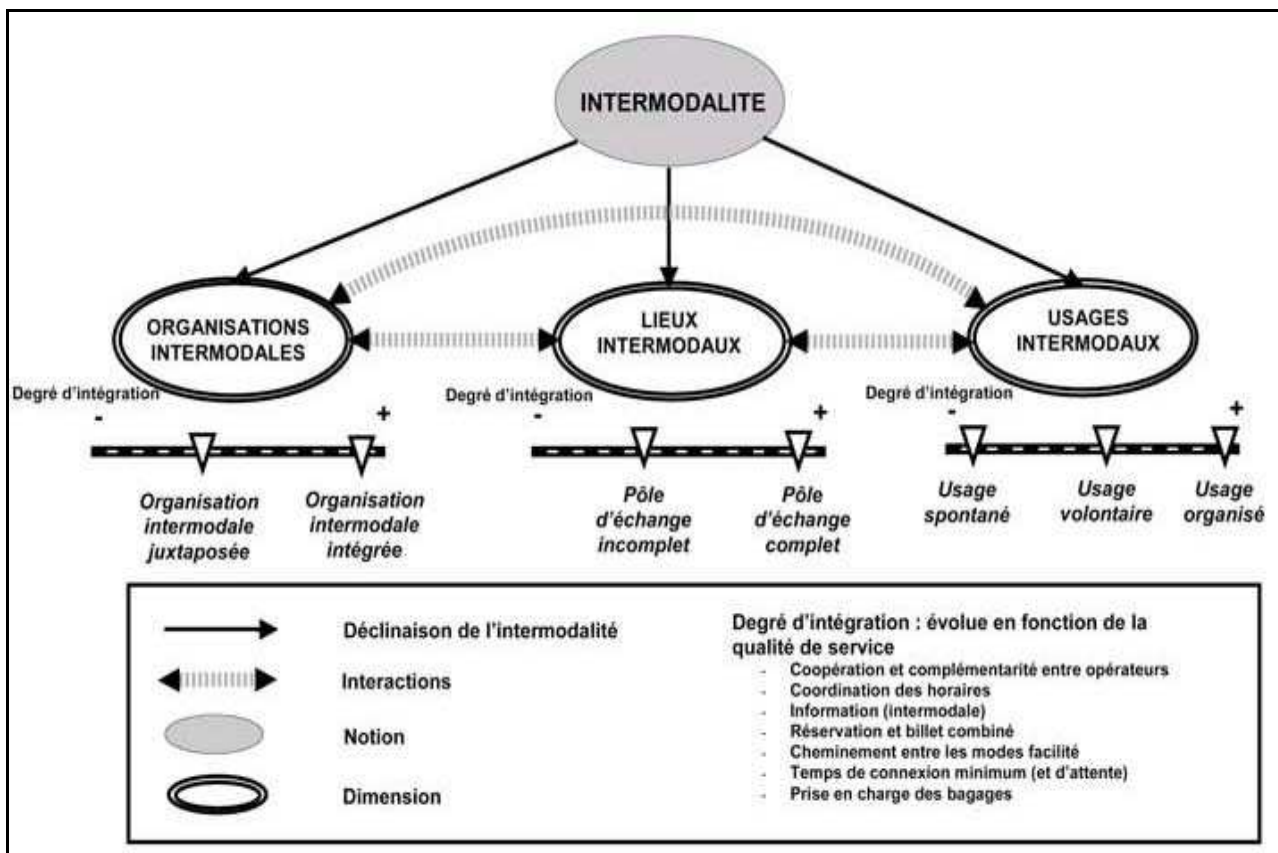 INTERMODALITE
ORGANISATIONS
INTERMODALES
LIEUX
INTERMODAUX
USAGES
INTERMODAUX
Degré d'intégration
-
+
Degré d'intégration
-
+
Degré d'intégration
-
+
Organisation
intermodale
juxtaposée
Organisation
intermodale
intégrée
Pôle
d'échange
incomplet
Pôle
d'échange
complet
Usage
spontané
Usage
volontaire
Usage
organisé
Déclinaison de l'intermodalité
Interactions
Notion
Dimension
Degré d'intégration : évolue en fonction de la
qualité de service
- Coopération et complémentarité entre opérateurs
- Coordination des horaires
- Information (intermodale)
- Réservation et billet combiné
- Cheminement entre les modes facilité
- Temps de connexion minimum (et d'attente)
- Prise en charge des bagages